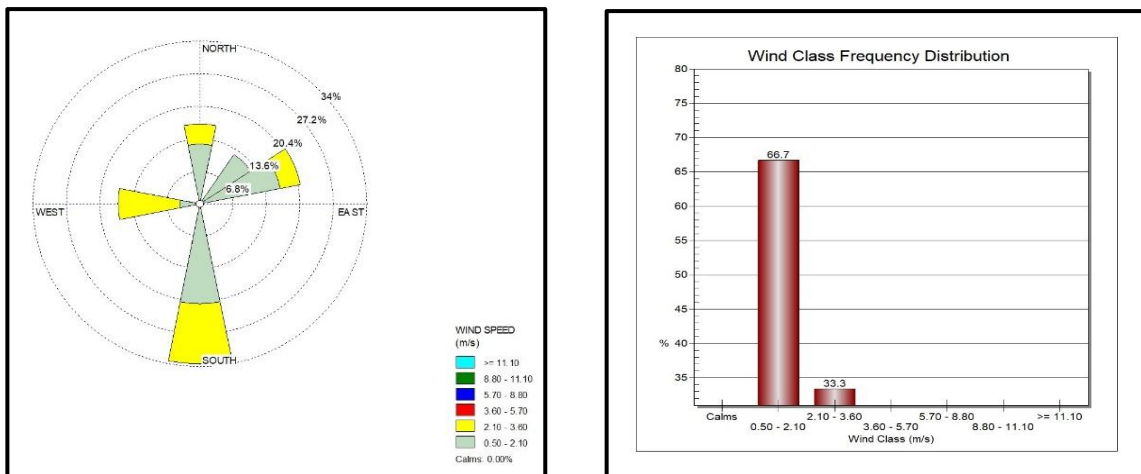 NORTH
34%
27.2%
20.4%
13.6%
6.8%
WEST
EAST
SOUTH
WIND SPEED
(m/s)
>= 11.10
8.80 - 11.10
5.70 - 8.80
3.60 - 5.70
2.10 - 3.60
0.50 - 2.10
Calms: 0.00%
Wind Class Frequency Distribution
80
75
70
65
60
55
50
45
40
35
%
66.7
33.3
Calms
0.50 - 2.10
2.10 - 3.60
3.60 - 5.70
5.70 - 8.80
8.80 - 11.10
>= 11.10
Wind Class (m/s)